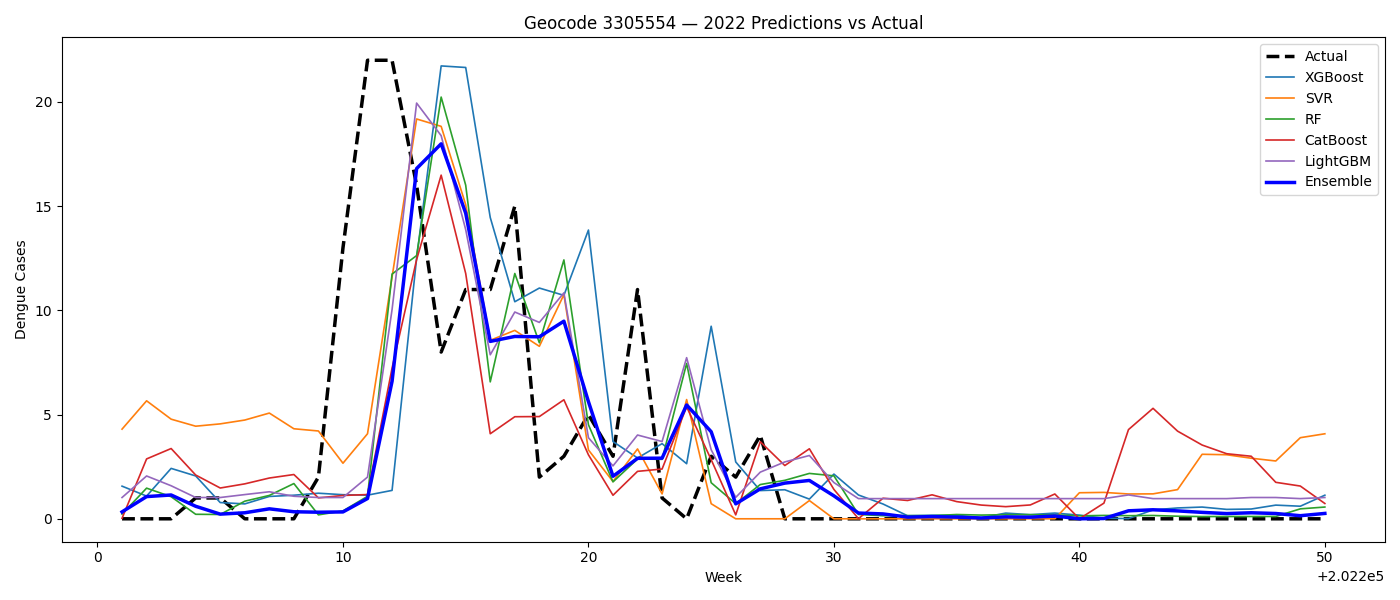 Geocode 3305554 — 2022 Predictions vs Actual
Actual
XGBoost
SVR
RF
CatBoost
LightGBM
Ensemble
Dengue Cases
20
15
10
5
0
0
10
20
30
40
50
Week
+2.022e5